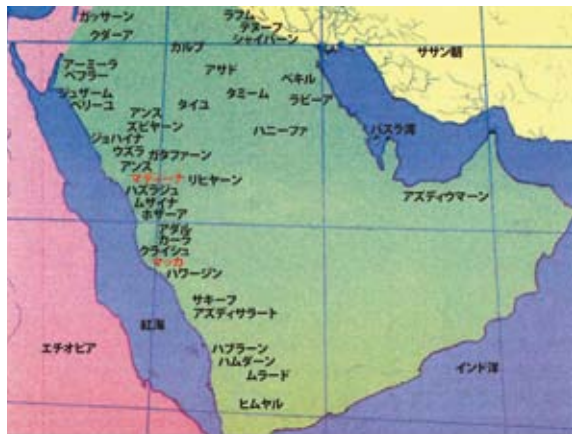 ガッサーン
ラフム
クダーア
テヌーフ
シャイバーン
カルブ
ササン朝
アーミーラ
ベフラー
アサド
ベキル
ジュザーム
ベリーユ
タミーム
ラビーア
アンス
タイユ
ズビヤーン
バスラ湾
ジョハイナ
ハニーファ
ウズラ
ガタファーン
アンス
マディーナ
リヒヤーン
アズディウマーン
ハズラジュ
ムザイナ
ホザーア
アダル
カーラ
クライシュ
マッカ
ハワージン
サキーフ
アズディサラート
紅海
エチオピア
ハブラーン
ハムダーン
ムラード
インド洋
ヒムヤル